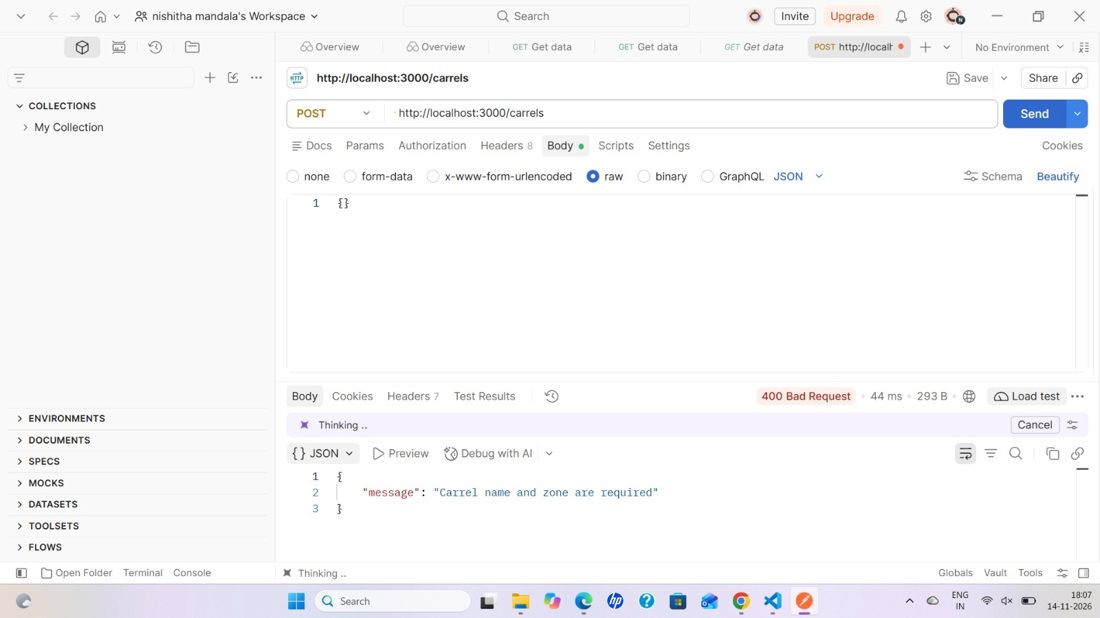 nishitha mandala's Workspace
Search
Invite
Upgrade
N
Overview
Overview
GET Get data
GET Get data
GET Get data
POST http://localh
No Environment
HTTP
http://localhost:3000/carrels
Save
Share
COLLECTIONS
My Collection
POST
http://localhost:3000/carrels
Send
Docs
Params
Authorization
Headers 8
Body
Scripts
Settings
Cookies
none
form-data
x-www-form-urlencoded
raw
binary
GraphQL
JSON
Schema
Beautify
1 {}
Body
Cookies
Headers 7
Test Results
400 Bad Request
44 ms
293 B
Load test
Thinking ..
Cancel
{} JSON
Preview
Debug with AI
1 {
2 "message": "Carrel name and zone are required"
3 }
ENVIRONMENTS
DOCUMENTS
SPECS
MOCKS
DATASETS
TOOLSETS
FLOWS
Open Folder
Terminal
Console
Thinking ..
Globals
Vault
Tools
Search
hp
?
ENG
IN
18:07
14-11-2026